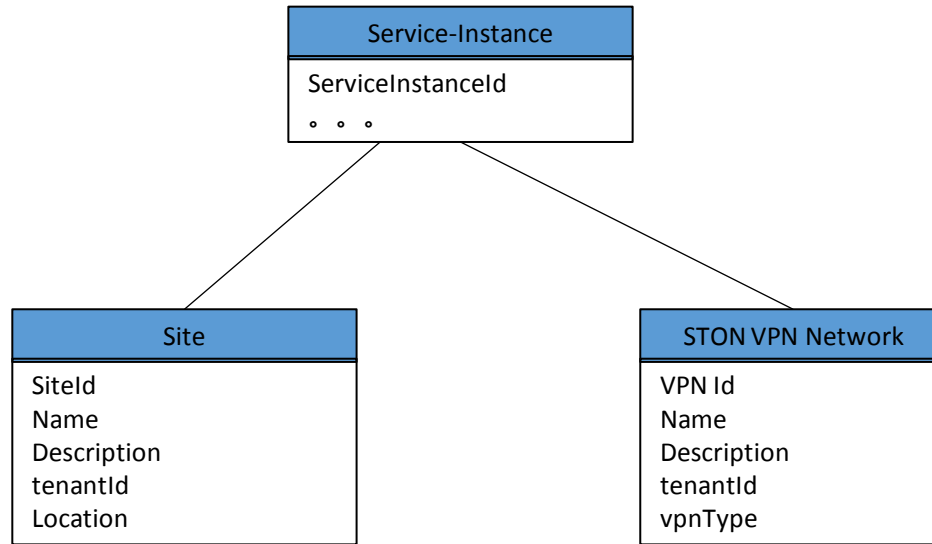 Service-Instance
ServiceInstanceId
∘ ∘ ∘
Site
SiteId
Name
Description
tenantId
Location
STON VPN Network
VPN Id
Name
Description
tenantId
vpnType